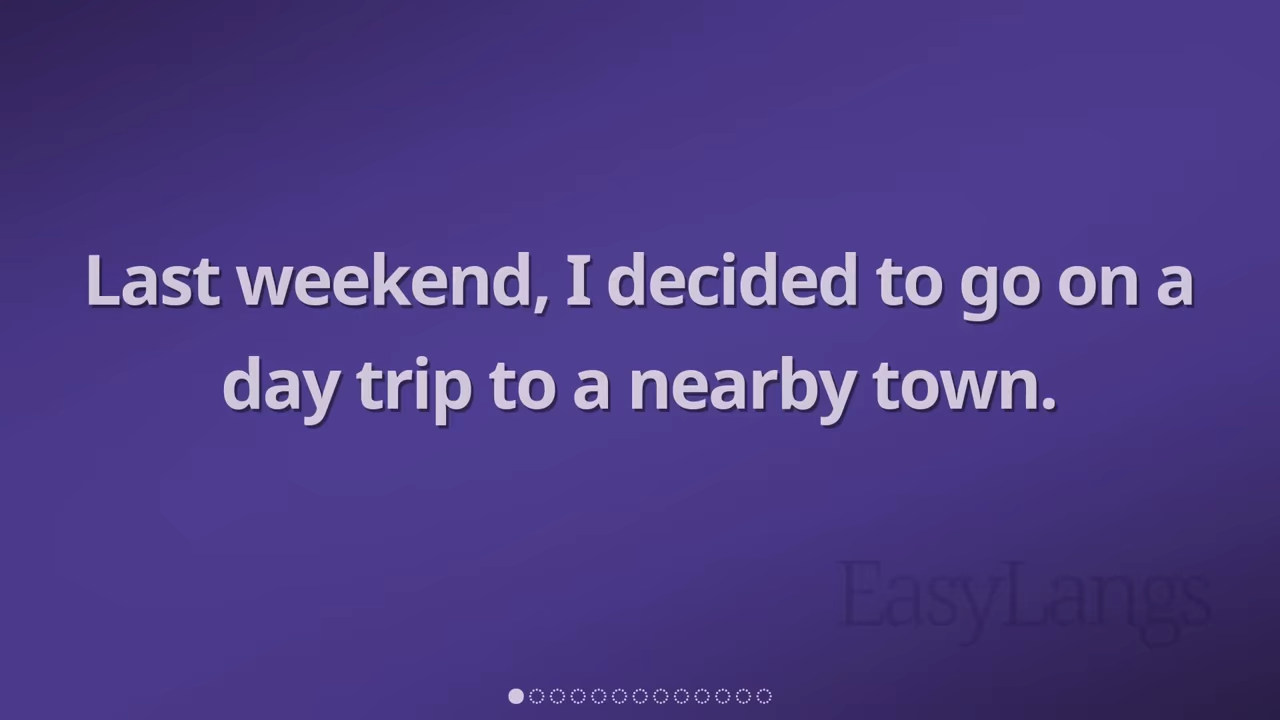 Last weekend, I decided to go on a
day trip to a nearby town.
EasyLangs